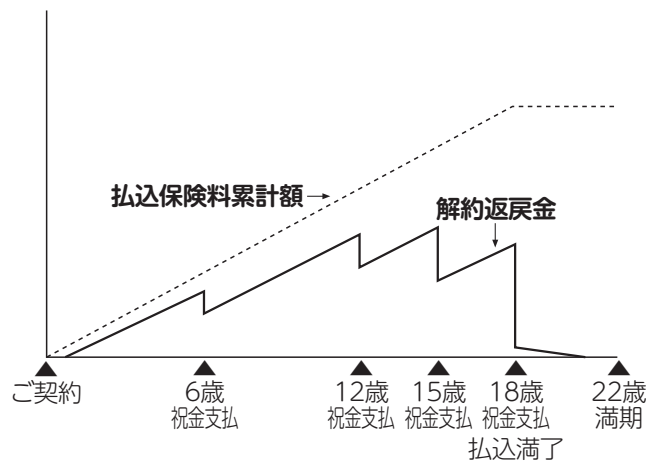 払込保険料累計額
解約返戻金
ご契約
6歳
祝金支払
12歳
祝金支払
15歳
祝金支払
18歳
祝金支払
払込満了
22歳
満期